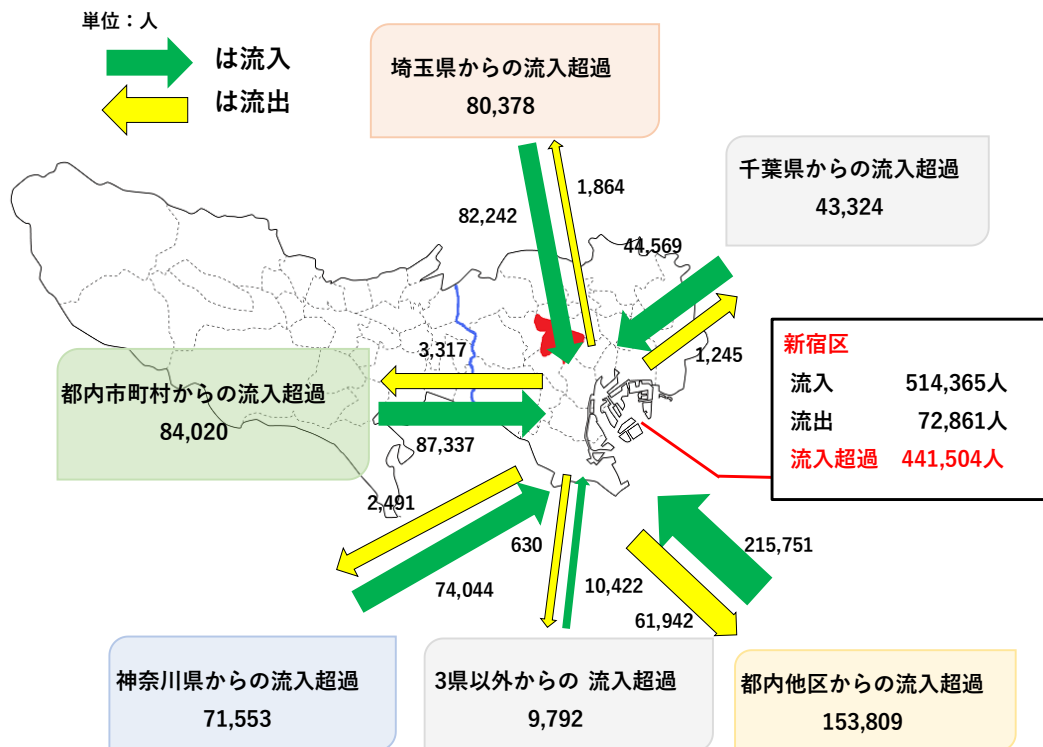 単位：人
は流入
は流出
埼玉県からの流入超過
80,378
千葉県からの流入超過
43,324
1,864
82,242
44,569
1,245
新宿区
流入 514,365人
流出 72,861人
流入超過 441,504人
3,317
都内市町村からの流入超過
84,020
87,337
2,491
74,044
630
10,422
215,751
61,942
神奈川県からの流入超過
71,553
3県以外からの 流入超過
9,792
都内他区からの流入超過
153,809